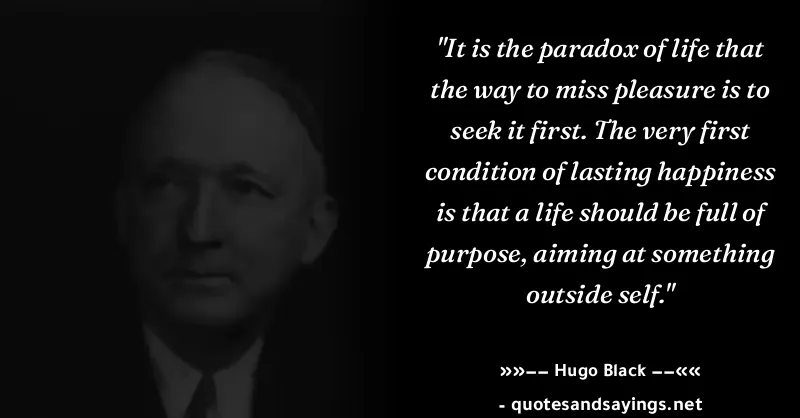 "It is the paradox of life that
the way to miss pleasure is to
seek it first. The very first
condition of lasting happiness
is that a life should be full of
purpose, aiming at something
outside self."
»»—— Hugo Black ——««
- quotesandsayings.net